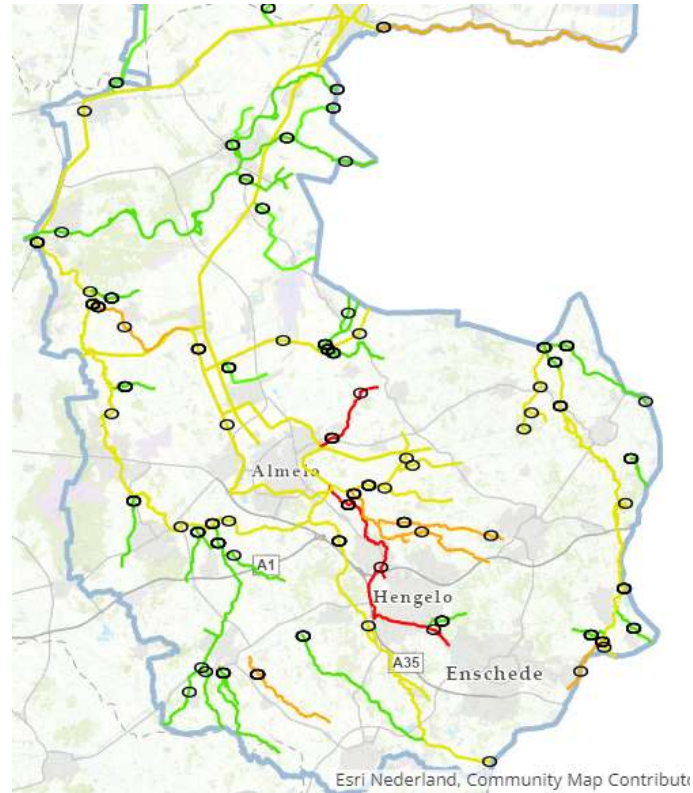 Almelo
A1
Hengelo
A35
Enschede
Esri Nederland, Community Map Contributo